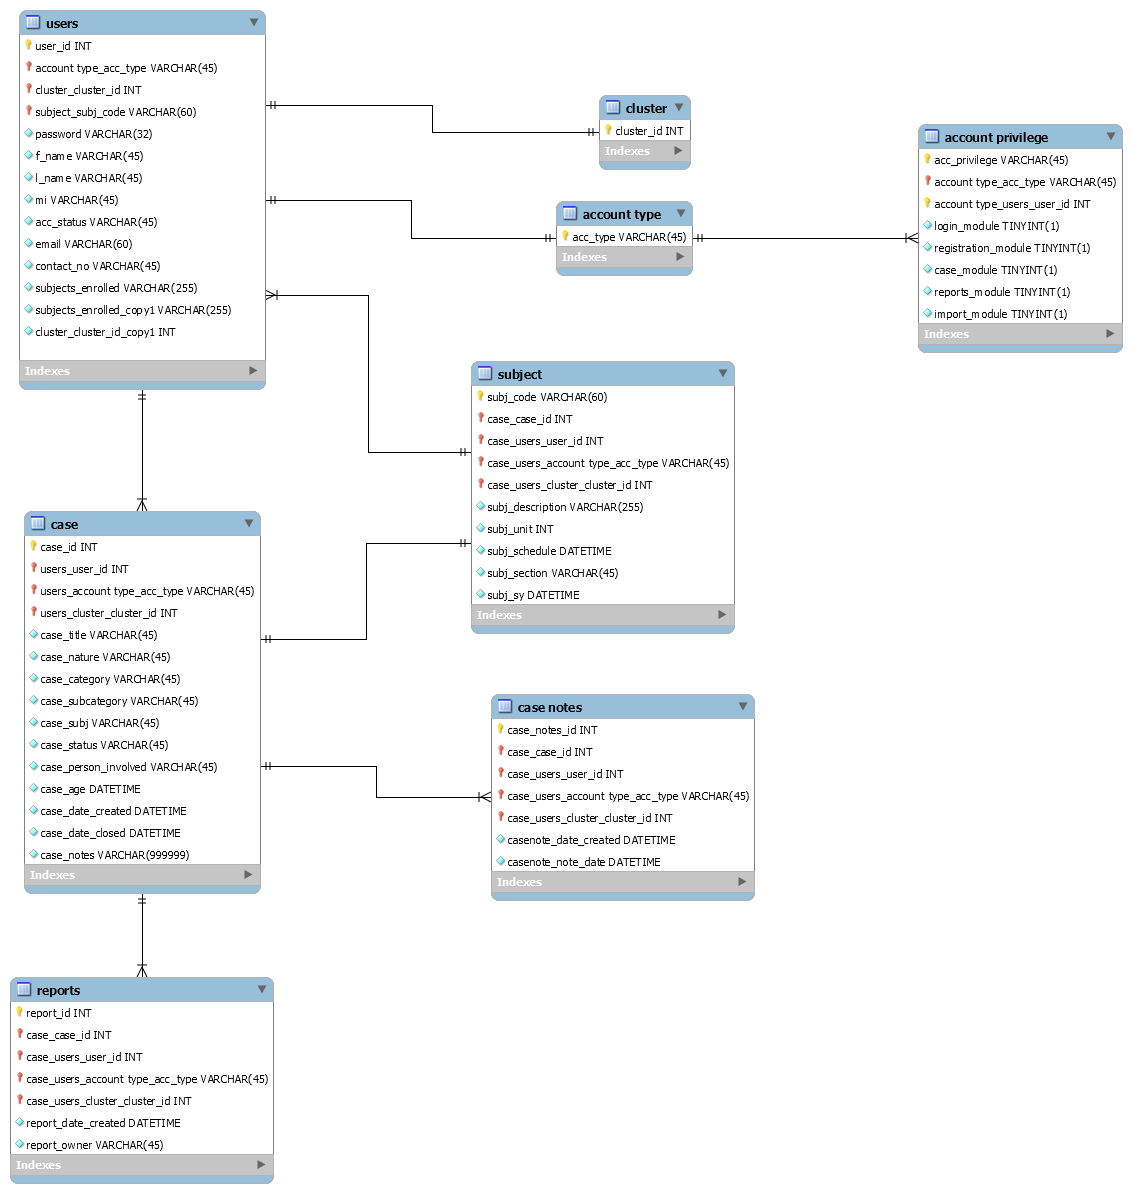 users
user_id INT
account type_acc_type VARCHAR(45)
cluster_cluster_id INT
subject_subj_code VARCHAR(60)
password VARCHAR(32)
f_name VARCHAR(45)
l_name VARCHAR(45)
mi VARCHAR(45)
acc_status VARCHAR(45)
email VARCHAR(60)
contact_no VARCHAR(45)
subjects_enrolled VARCHAR(255)
subjects_enrolled_copy1 VARCHAR(255)
cluster_cluster_id_copy1 INT
Indexes
cluster
cluster_id INT
Indexes
account type
acc_type VARCHAR(45)
Indexes
account privilege
acc_privilege VARCHAR(45)
account type_acc_type VARCHAR(45)
account type_users_user_id INT
login_module TINYINT(1)
registration_module TINYINT(1)
case_module TINYINT(1)
reports_module TINYINT(1)
import_module TINYINT(1)
Indexes
subject
subj_code VARCHAR(60)
case_case_id INT
case_users_user_id INT
case_users_account type_acc_type VARCHAR(45)
case_users_cluster_cluster_id INT
subj_description VARCHAR(255)
subj_unit INT
subj_schedule DATETIME
subj_section VARCHAR(45)
subj_sy DATETIME
Indexes
case
case_id INT
users_user_id INT
users_account type_acc_type VARCHAR(45)
users_cluster_cluster_id INT
case_title VARCHAR(45)
case_nature VARCHAR(45)
case_category VARCHAR(45)
case_subcategory VARCHAR(45)
case_subj VARCHAR(45)
case_status VARCHAR(45)
case_person_involved VARCHAR(45)
case_age DATETIME
case_date_created DATETIME
case_date_closed DATETIME
case_notes VARCHAR(999999)
Indexes
case notes
case_notes_id INT
case_case_id INT
case_users_user_id INT
case_users_account type_acc_type VARCHAR(45)
case_users_cluster_cluster_id INT
casenote_date_created DATETIME
casenote_note_date DATETIME
Indexes
reports
report_id INT
case_case_id INT
case_users_user_id INT
case_users_account type_acc_type VARCHAR(45)
case_users_cluster_cluster_id INT
report_date_created DATETIME
report_owner VARCHAR(45)
Indexes